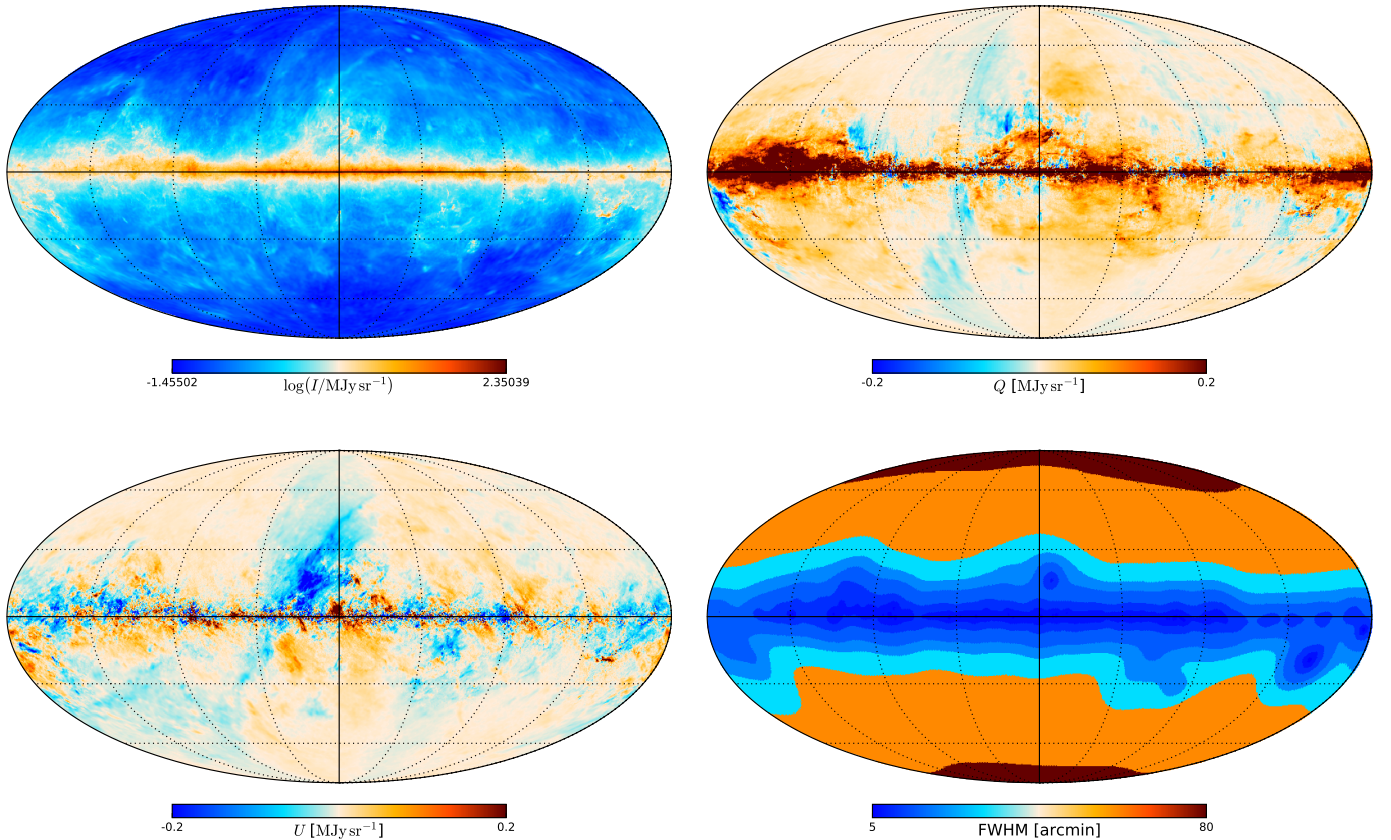 -1.45502 log(I/MJy sr⁻¹) 2.35039
-0.2 Q [MJy sr⁻¹] 0.2
-0.2 U [MJy sr⁻¹] 0.2
5 FWHM [arcmin] 80